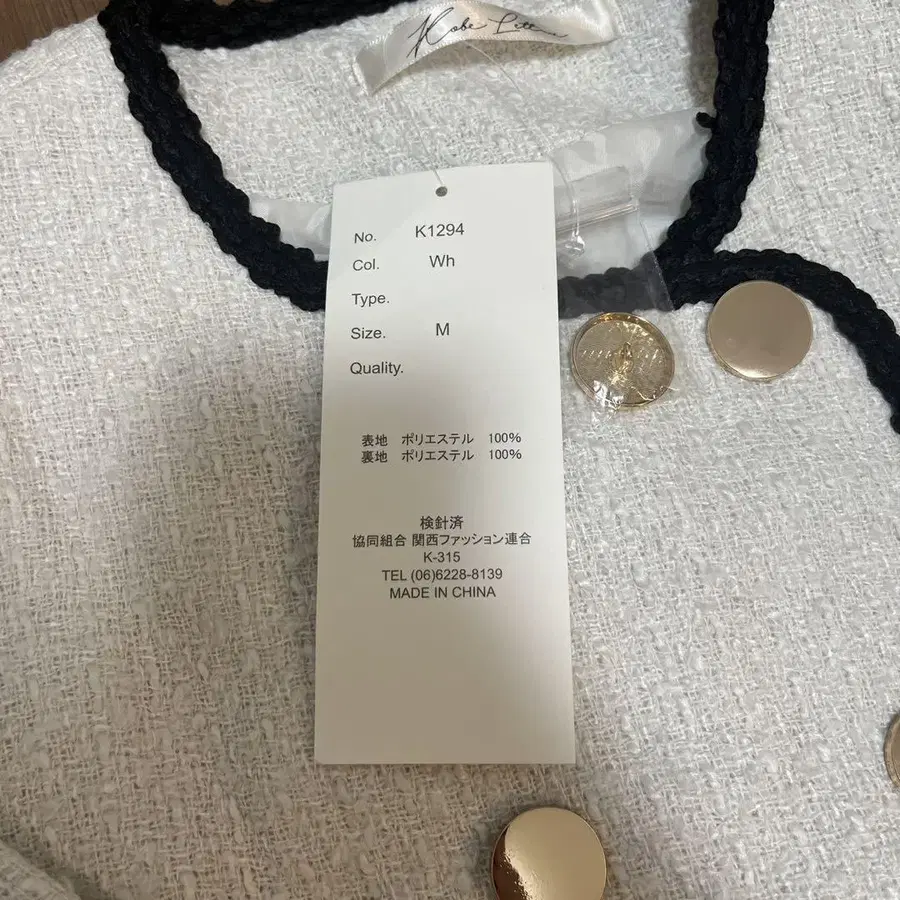 Kobe Lettuce
No. K1294
Col. Wh
Type.
Size. M
Quality.
表地 ポリエステル 100%
裏地 ポリエステル 100%
検針済
協同組合 関西ファッション連合
K-315
TEL (06)6228-8139
MADE IN CHINA